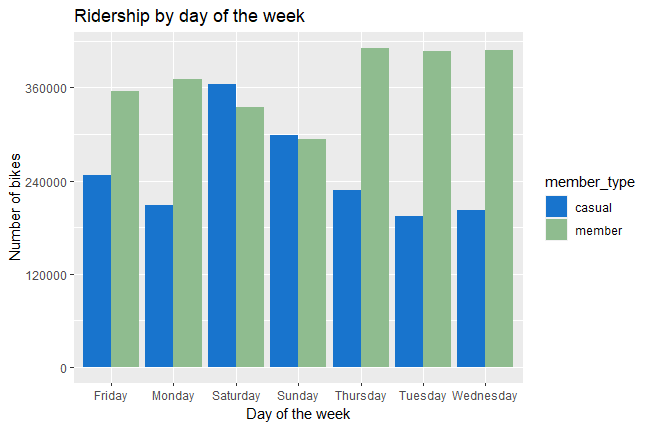 Ridership by day of the week
Number of bikes
360000
240000
120000
0
Friday Monday Saturday Sunday Thursday Tuesday Wednesday
Day of the week
member_type
casual
member